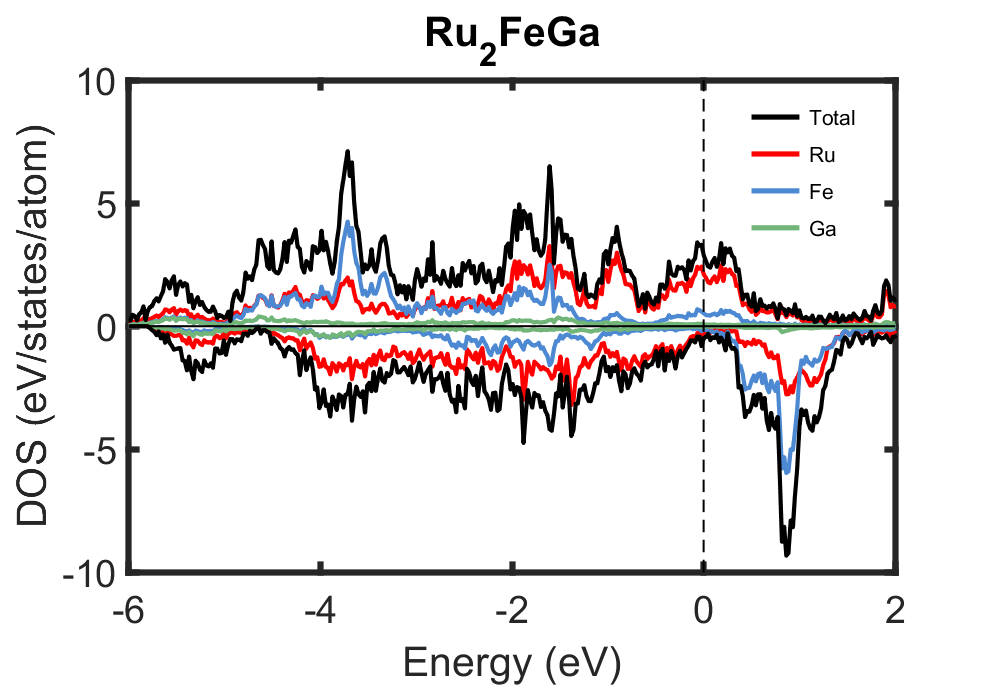 Ru2FeGa
10
5
0
-5
-10
DOS (eV/states/atom)
Total
Ru
Fe
Ga
-6 -4 -2 0 2
Energy (eV)